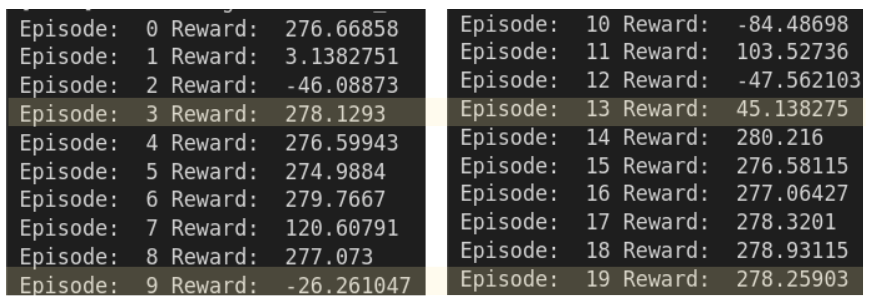 Episode:  0 Reward:  276.66858
Episode:  1 Reward:  3.1382751
Episode:  2 Reward:  -46.08873
Episode:  3 Reward:  278.1293
Episode:  4 Reward:  276.59943
Episode:  5 Reward:  274.9884
Episode:  6 Reward:  279.7667
Episode:  7 Reward:  120.60791
Episode:  8 Reward:  277.073
Episode:  9 Reward:  -26.261047
Episode:  10 Reward:  -84.48698
Episode:  11 Reward:  103.52736
Episode:  12 Reward:  -47.562103
Episode:  13 Reward:  45.138275
Episode:  14 Reward:  280.216
Episode:  15 Reward:  276.58115
Episode:  16 Reward:  277.06427
Episode:  17 Reward:  278.3201
Episode:  18 Reward:  278.93115
Episode:  19 Reward:  278.25903